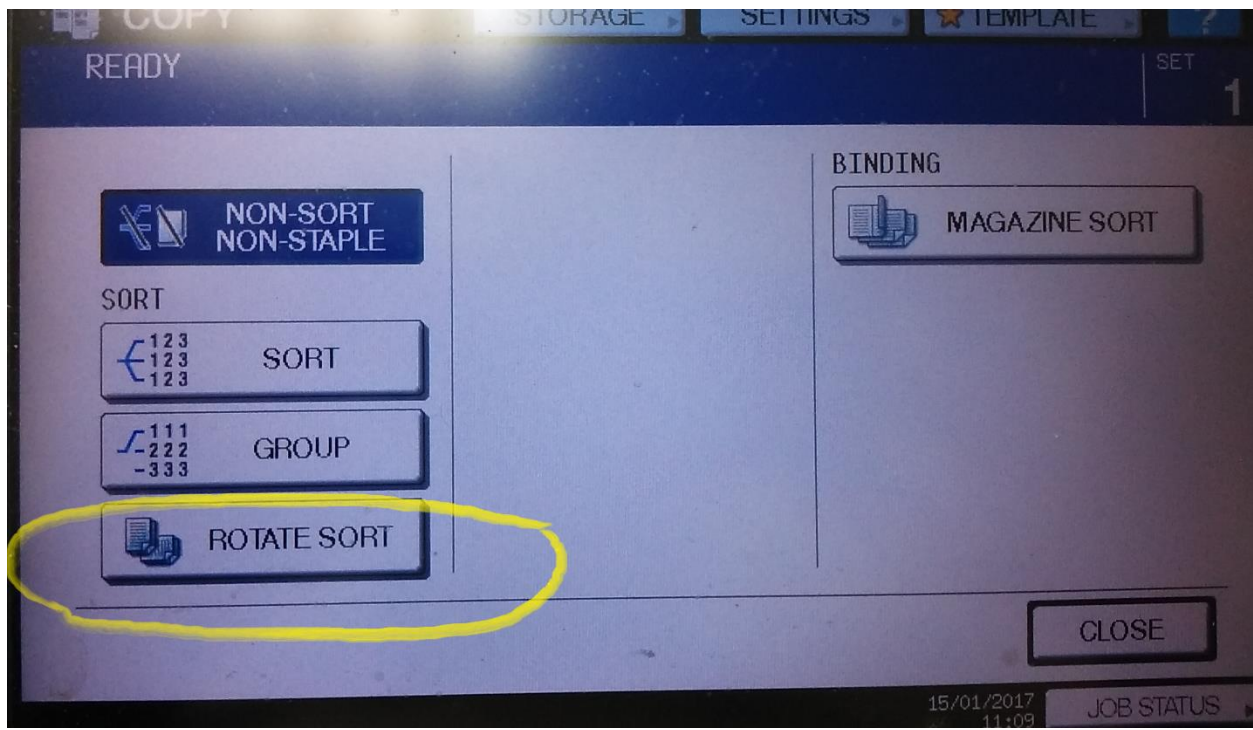 COPY
STORAGE
SETTINGS
TEMPLATE
?
READY
SET
1
NON-SORT
NON-STAPLE
SORT
123
123
123
SORT
111
222
333
GROUP
ROTATE SORT
BINDING
MAGAZINE SORT
CLOSE
15/01/2017
11:09
JOB STATUS